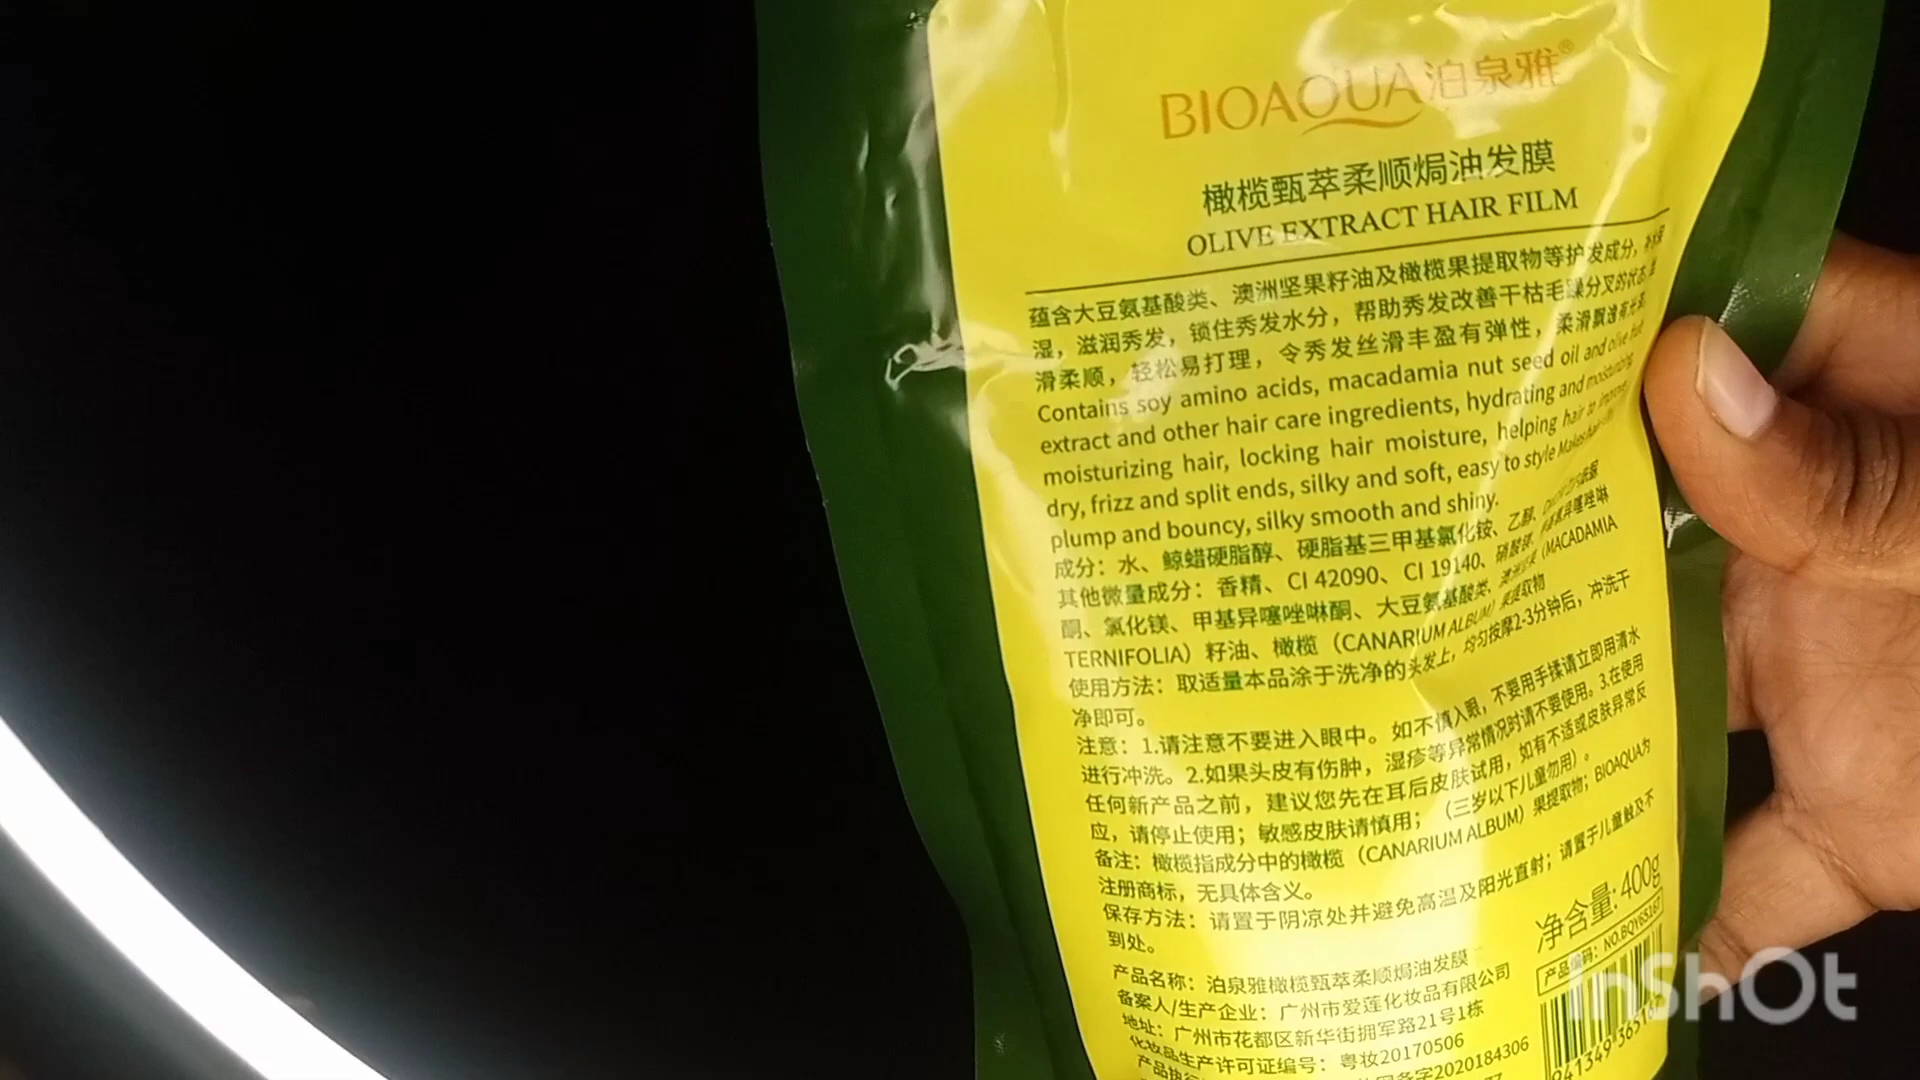 BIOAQUA泊泉雅®
橄榄甄萃柔顺焗油发膜
OLIVE EXTRACT HAIR FILM
蕴含大豆氨基酸类、澳洲坚果籽油及橄榄果提取物等护发成分，补水保
湿，滋润秀发，锁住秀发水分，帮助秀发改善干枯毛躁分叉的状态，
滑柔顺，轻松易打理，令秀发丝滑丰盈有弹性，柔滑飘逸有光泽。
Contains soy amino acids, macadamia nut seed oil and olive fruit
extract and other hair care ingredients, hydrating and moisturizing
moisturizing hair, locking hair moisture, helping hair to improve
dry, frizz and split ends, silky and soft, easy to style Makes hair
plump and bouncy, silky smooth and shiny.
成分：水、鲸蜡硬脂醇、硬脂基三甲基氯化铵、乙醇、
其他微量成分：香精、CI 42090、CI 19140、硝酸镁、异噻唑啉
酮、氯化镁、甲基异噻唑啉酮、大豆氨基酸类、澳洲坚果（MACADAMIA
TERNIFOLIA）籽油、橄榄（CANARIUM ALBUM）果提取物
使用方法：取适量本品涂于洗净的头发上，均匀按摩2-3分钟后，冲洗干
净即可。
注意：1.请注意不要进入眼中。如不慎入眼，不要用手揉请立即用清水
进行冲洗。2.如果头皮有伤肿，湿疹等异常情况时请不要使用。3.在使用
任何新产品之前，建议您先在耳后皮肤试用，如有不适或皮肤异常反
应，请停止使用；敏感皮肤请慎用；（三岁以下儿童勿用）。
备注：橄榄指成分中的橄榄（CANARIUM ALBUM）果提取物；BIOAQUA为
注册商标，无具体含义。
保存方法：请置于阴凉处并避免高温及阳光直射；请置于儿童触及不
到处。
净含量: 400g
产品编码：NO.BQY65167
产品名称：泊泉雅橄榄甄萃柔顺焗油发膜
备案人/生产企业：广州市爱莲化妆品有限公司
地址：广州市花都区新华街拥军路21号1栋
化妆品生产许可证编号：粤妆20170506
产品执行
备字2020184306
InShOt